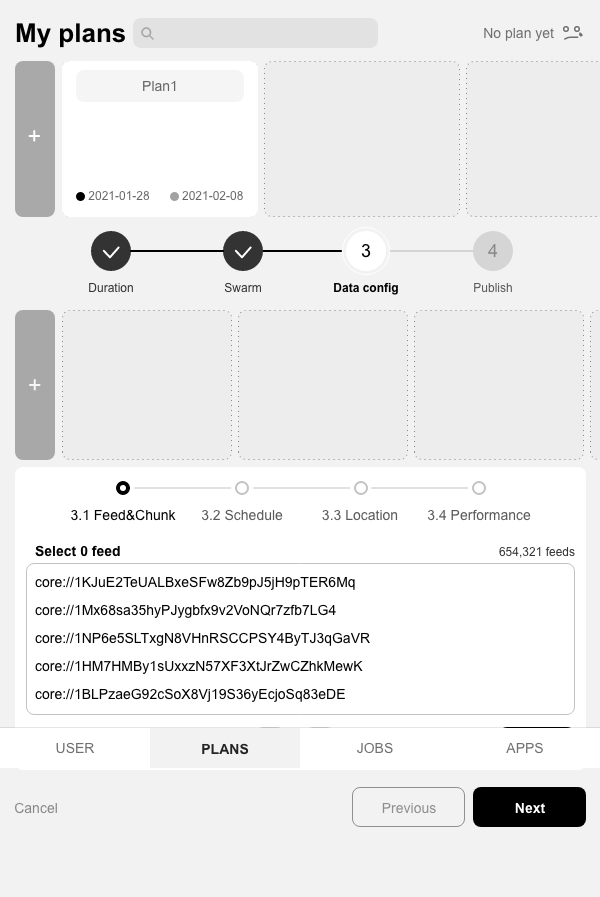 My plans
No plan yet
+
Plan1
2021-01-28
2021-02-08
3
4
Duration
Swarm
Data config
Publish
+
3.1 Feed&Chunk
3.2 Schedule
3.3 Location
3.4 Performance
Select 0 feed
654,321 feeds
core://1KJuE2TeUALBxeSFw8Zb9pJ5jH9pTER6Mq
core://1Mx68sa35hyPJygbfx9v2VoNQr7zfb7LG4
core://1NP6e5SLTxgN8VHnRSCCPSY4ByTJ3qGaVR
core://1HM7HMBy1sUxxzN57XF3XtJrZwCZhkMewK
core://1BLPzaeG92cSoX8Vj19S36yEcjoSq83eDE
USER
PLANS
JOBS
APPS
Cancel
Previous
Next